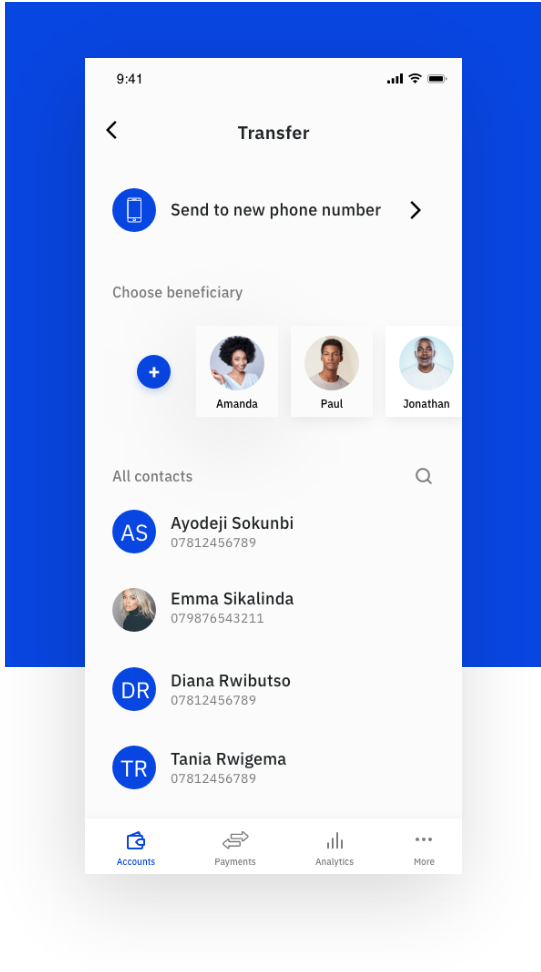 9:41
Transfer
Send to new phone number
Choose beneficiary
+
Amanda
Paul
Jonathan
All contacts
AS
Ayodeji Sokunbi
07812456789
Emma Sikalinda
079876543211
DR
Diana Rwibutso
07812456789
TR
Tania Rwigema
07812456789
Accounts
Payments
Analytics
More